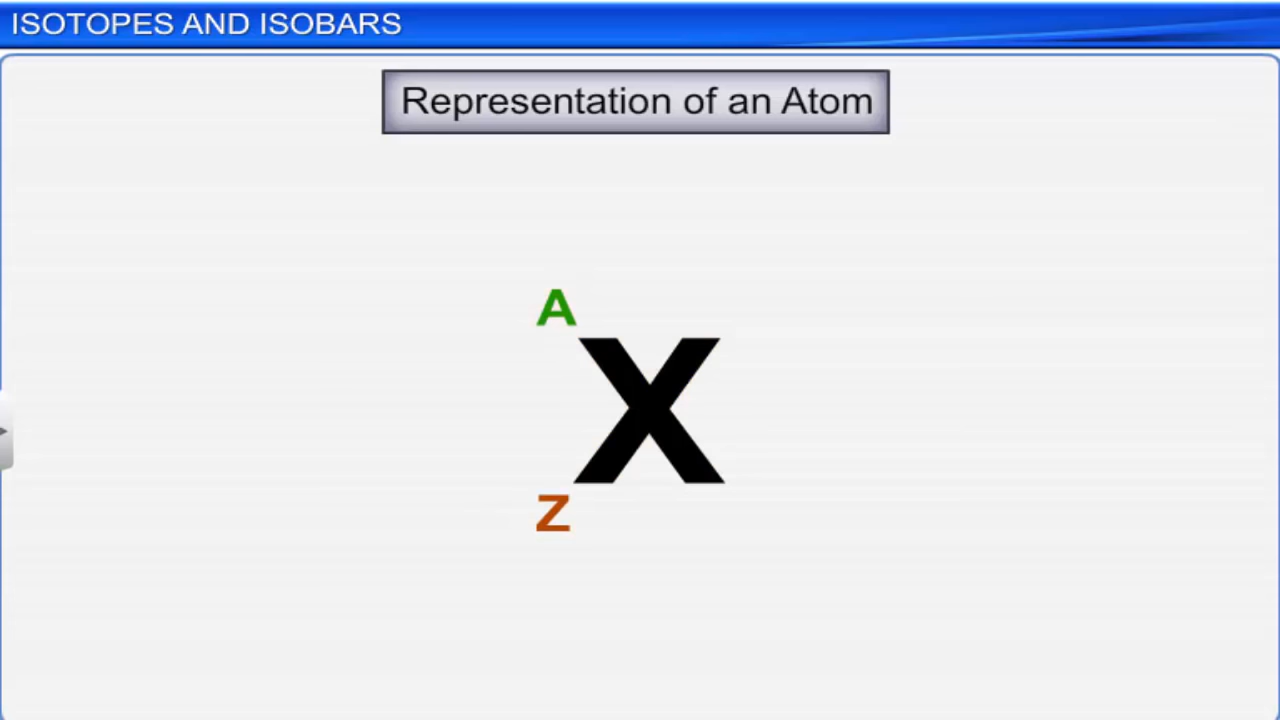 ISOTOPES AND ISOBARS
Representation of an Atom
A
X
Z